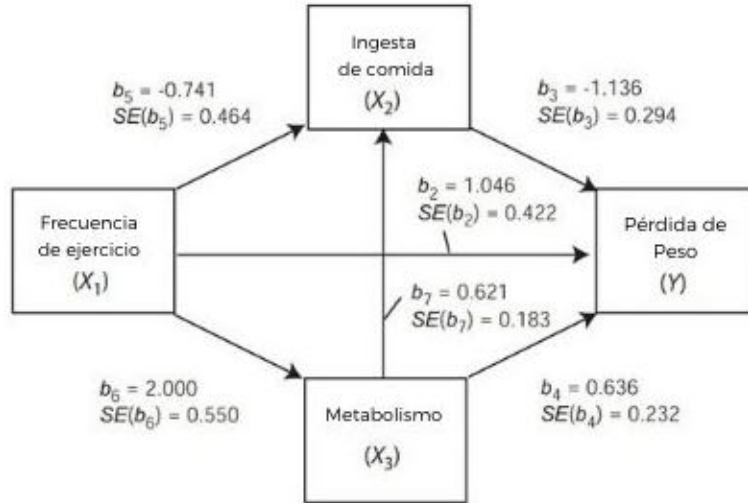 Ingesta
de comida
(X₂)
b₅ = -0.741
SE(b₅) = 0.464
b₃ = -1.136
SE(b₃) = 0.294
Frecuencia
de ejercicio
(X₁)
b₂ = 1.046
SE(b₂) = 0.422
Pérdida de
Peso
(Y)
b₇ = 0.621
SE(b₇) = 0.183
b₆ = 2.000
SE(b₆) = 0.550
Metabolismo
(X₃)
b₄ = 0.636
SE(b₄) = 0.232